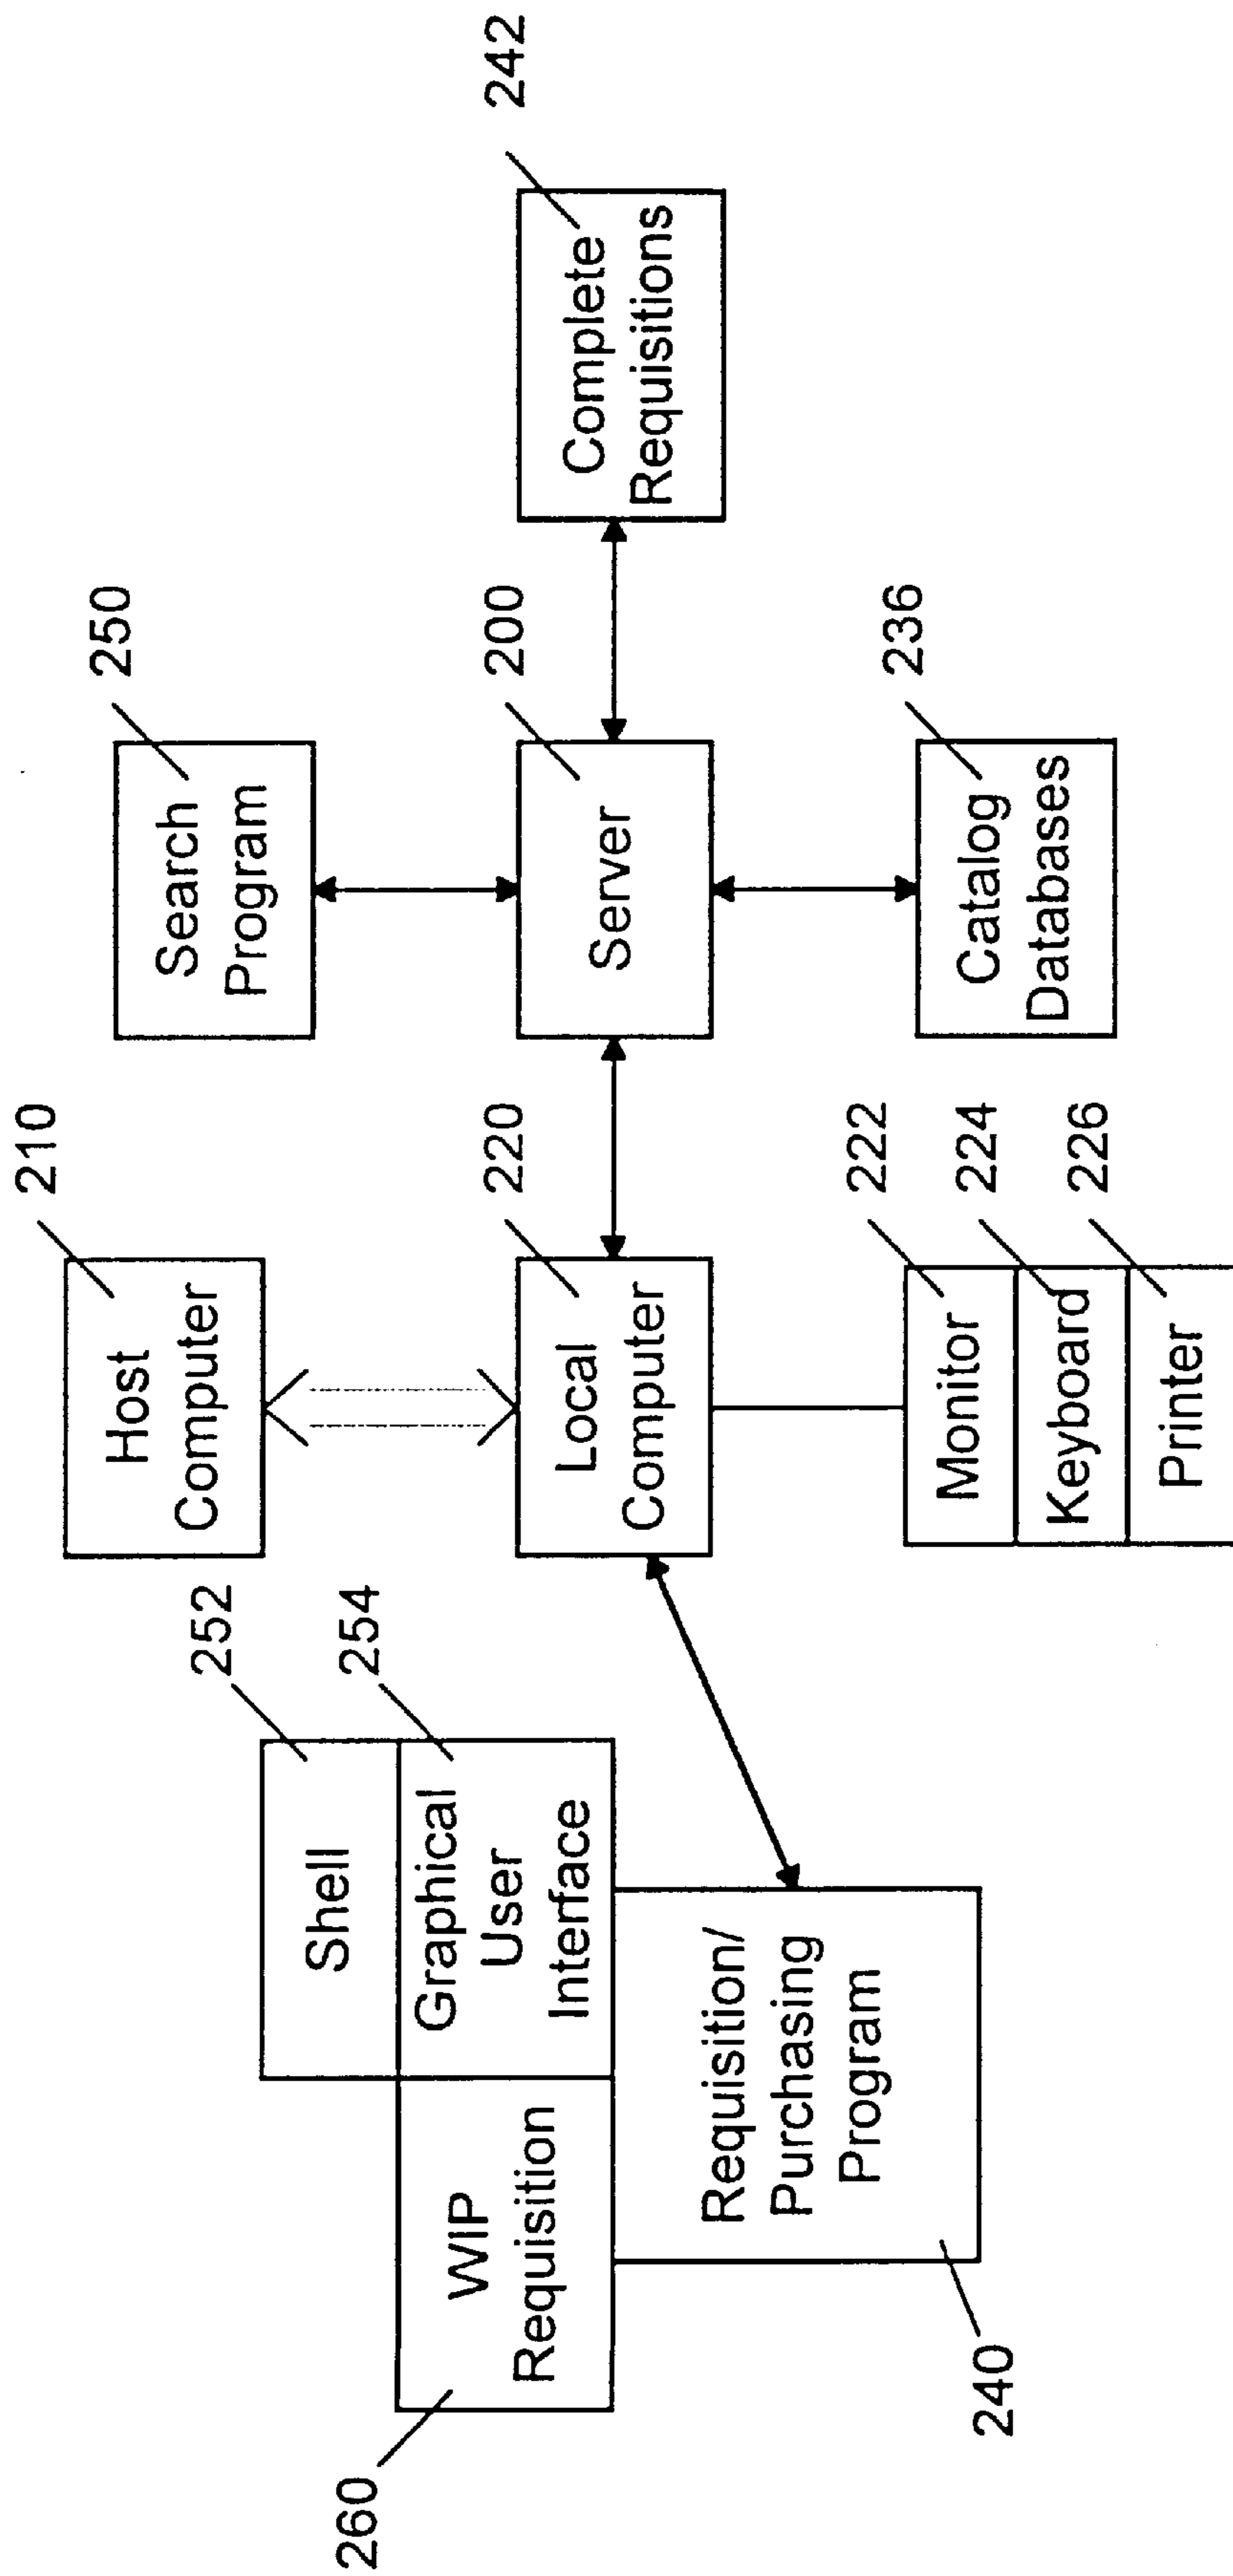 210
Host
Computer
250
Search
Program
252
Shell
254
Graphical
User
Interface
260
WIP
Requisition
240
Requisition/
Purchasing
Program
220
Local
Computer
200
Server
242
Complete
Requisitions
222
Monitor
224
Keyboard
226
Printer
236
Catalog
Databases